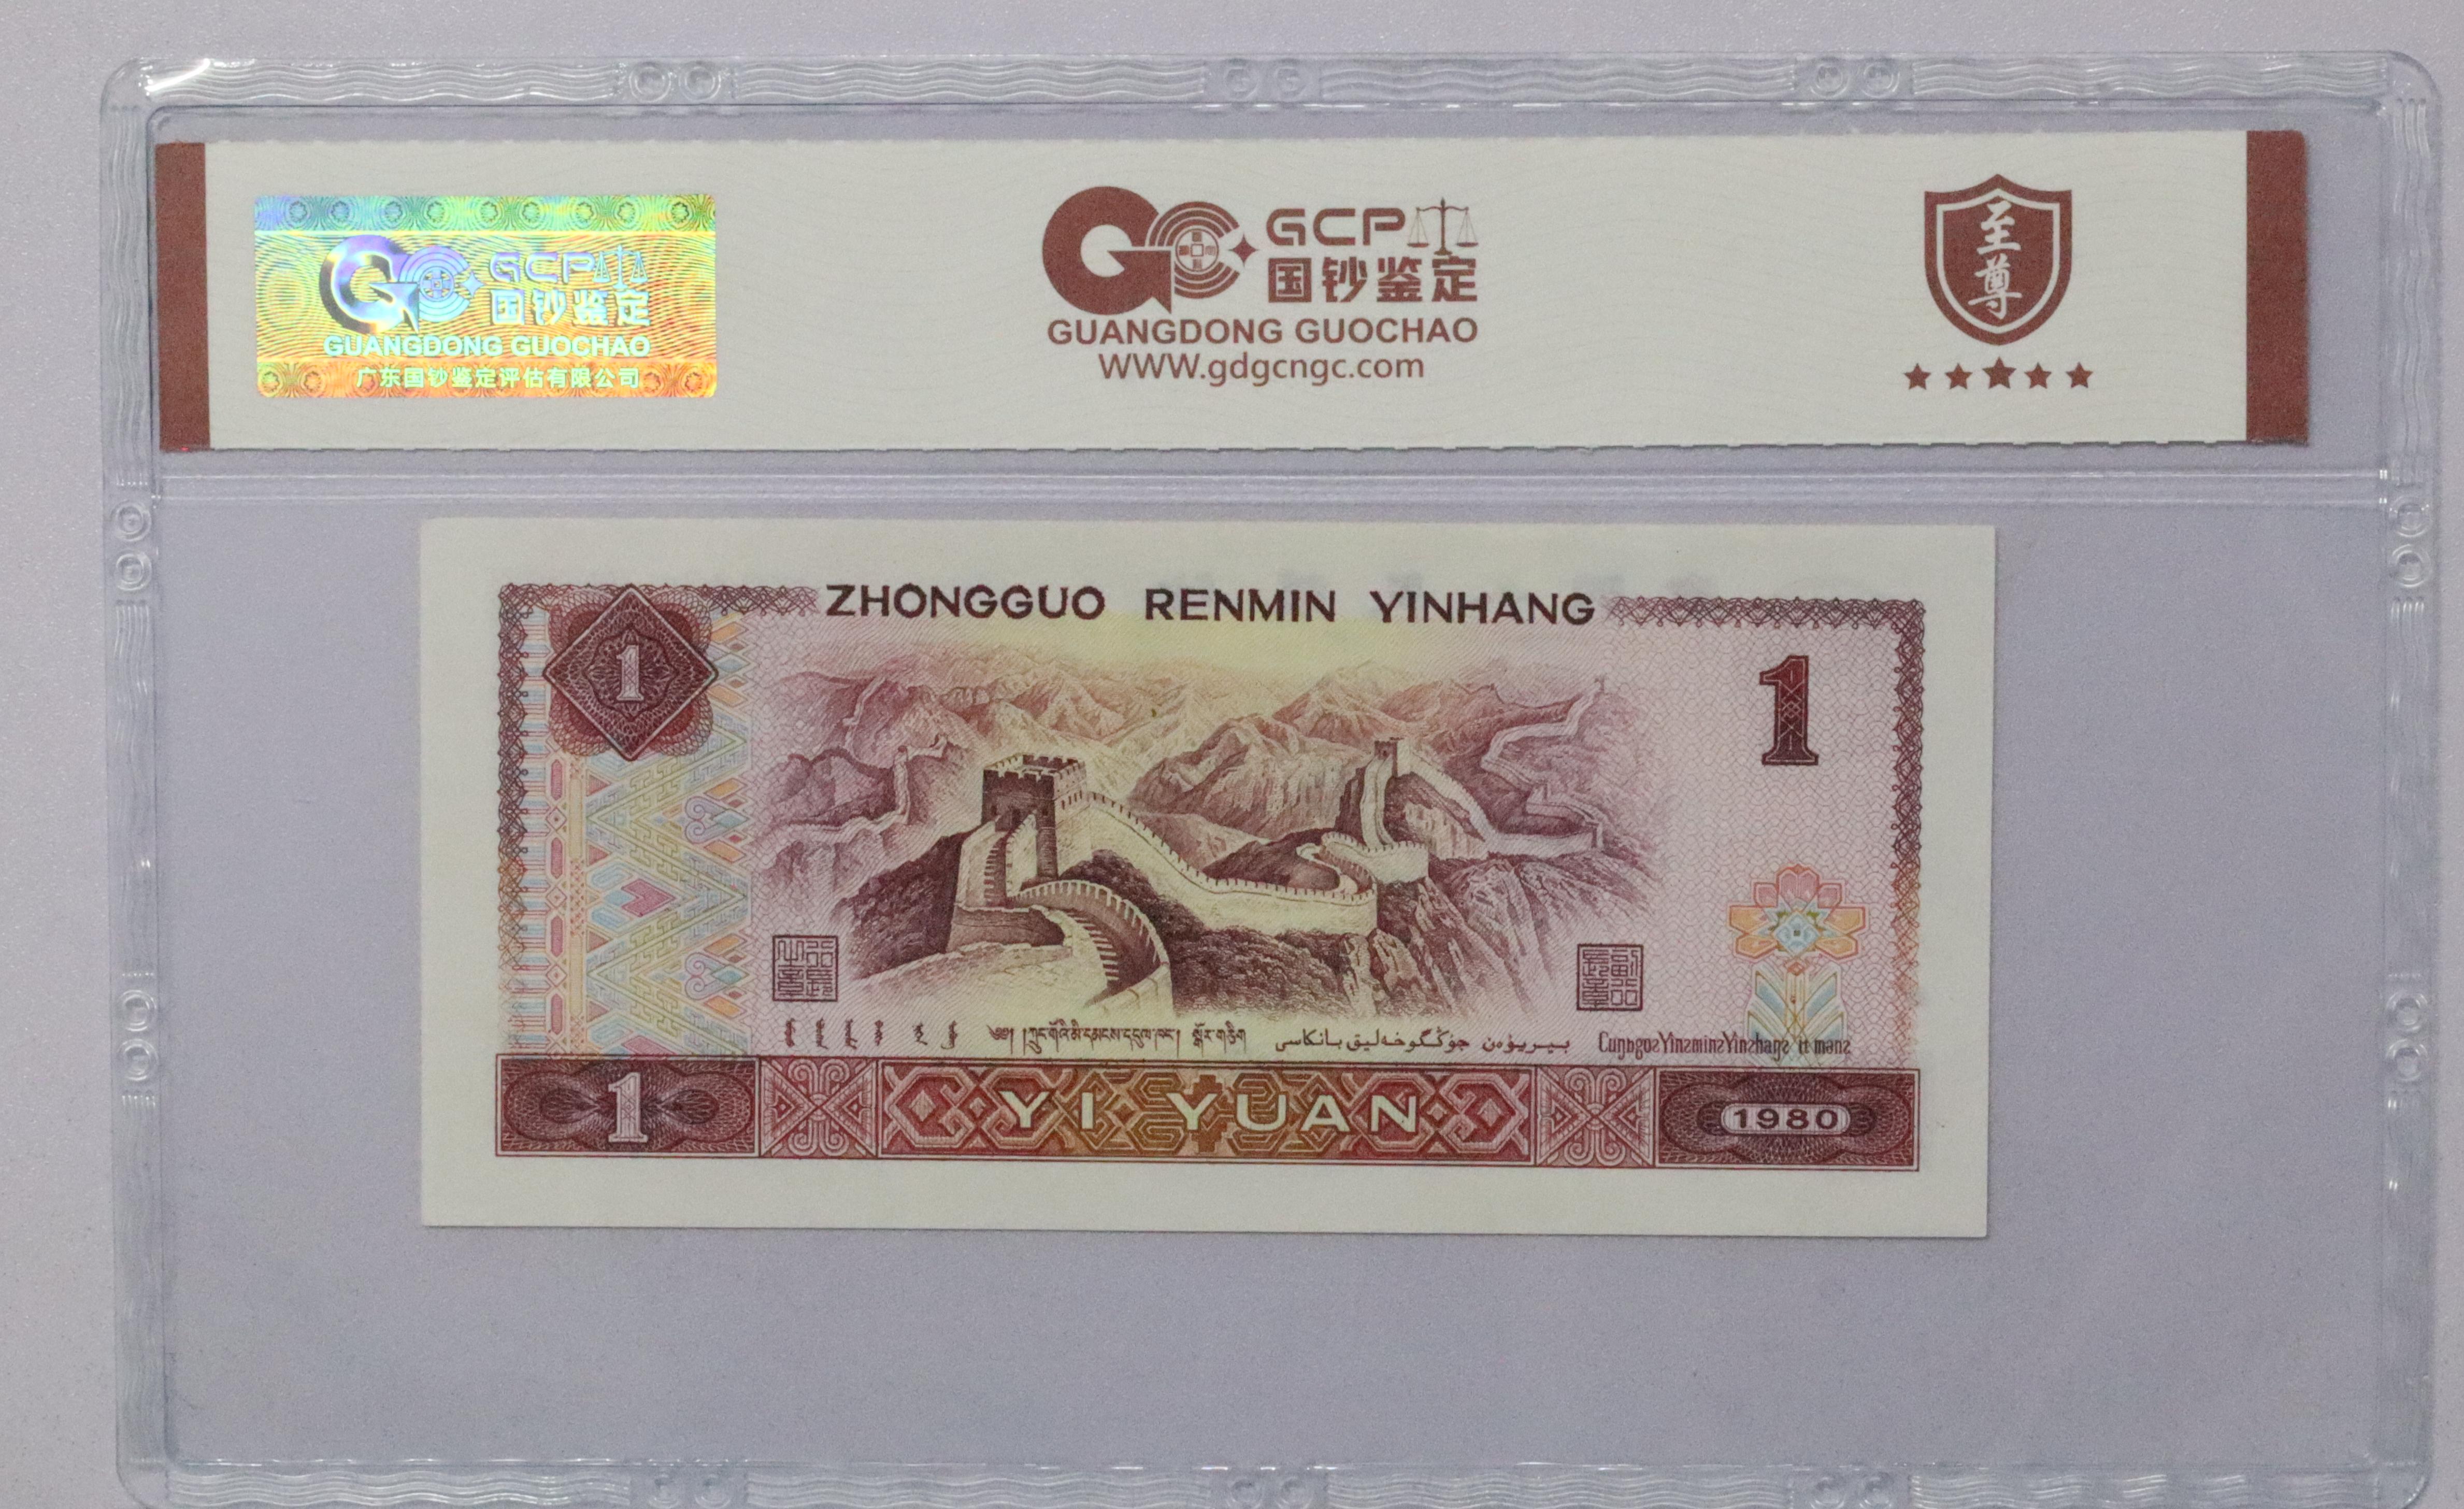 GCP
国钞鉴定
GUANGDONG GUOCHAO
广东国钞鉴定评估有限公司
GCP
国钞鉴定
GUANGDONG GUOCHAO
WWW.gdgcngc.com
至
尊
ZHONGGUO RENMIN YINHANG
1
1
1
YI YUAN
1980